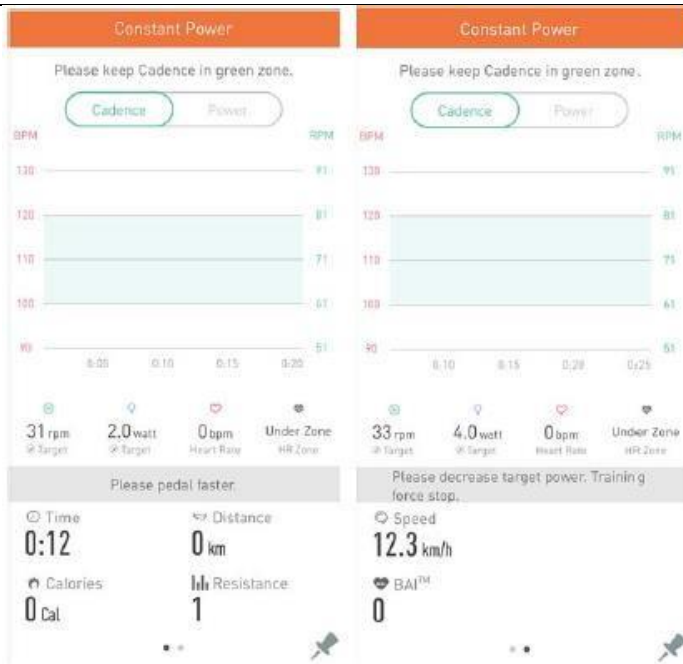 Constant Power
Please keep Cadence in green zone.
Cadence Power
BPM RPM
130 91
120 81
110 71
100 61
90 51
0:05 0:10 0:15 0:20
31 rpm 2.0 watt 0 bpm Under Zone
Target Target Heart Rate HR Zone
Please pedal faster.
Time Distance
0:12 0 km
Calories Resistance
0 Cal 1
Constant Power
Please keep Cadence in green zone.
Cadence Power
BPM RPM
130 91
120 81
110 71
100 61
90 51
0:10 0:15 0:20 0:25
33 rpm 4.0 watt 0 bpm Under Zone
Target Target Heart Rate HR Zone
Please decrease target power. Training
force stop.
Speed
12.3 km/h
BAI™
0